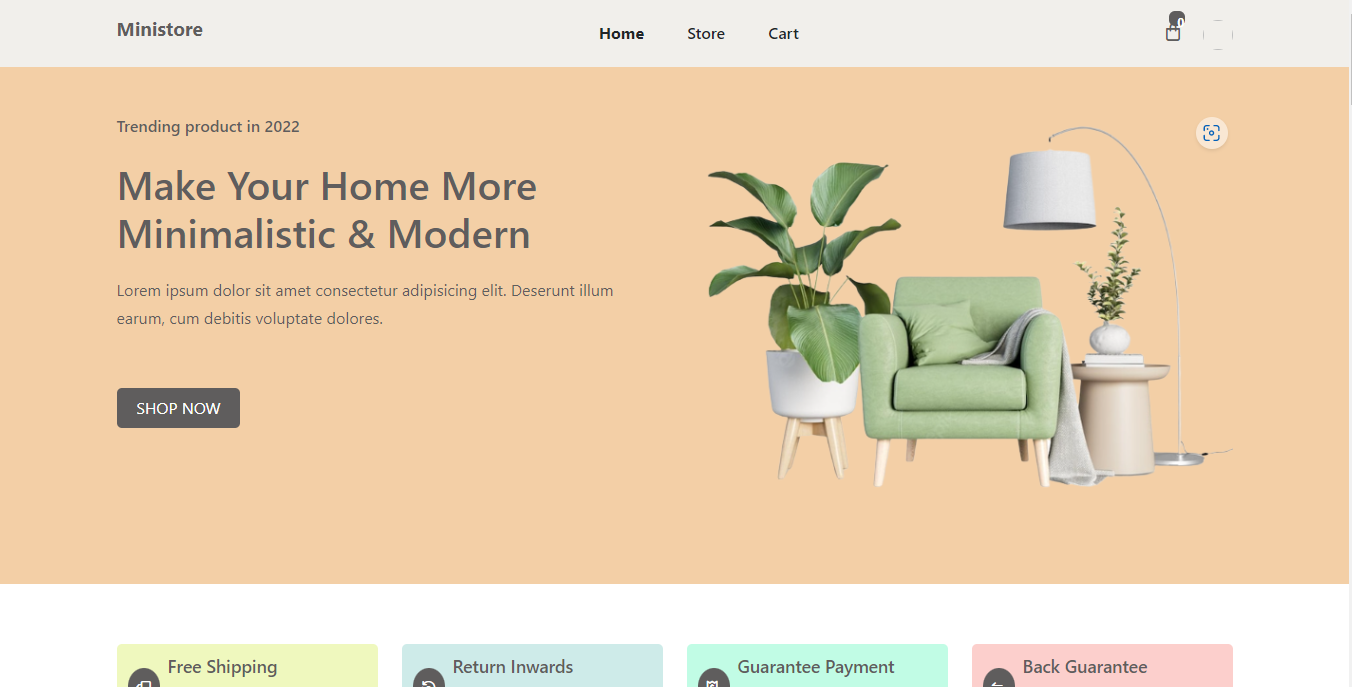 Ministore
Home
Store
Cart
0
Trending product in 2022
Make Your Home More
Minimalistic & Modern
Lorem ipsum dolor sit amet consectetur adipisicing elit. Deserunt illum
earum, cum debitis voluptate dolores.
SHOP NOW
Free Shipping
Return Inwards
Guarantee Payment
Back Guarantee